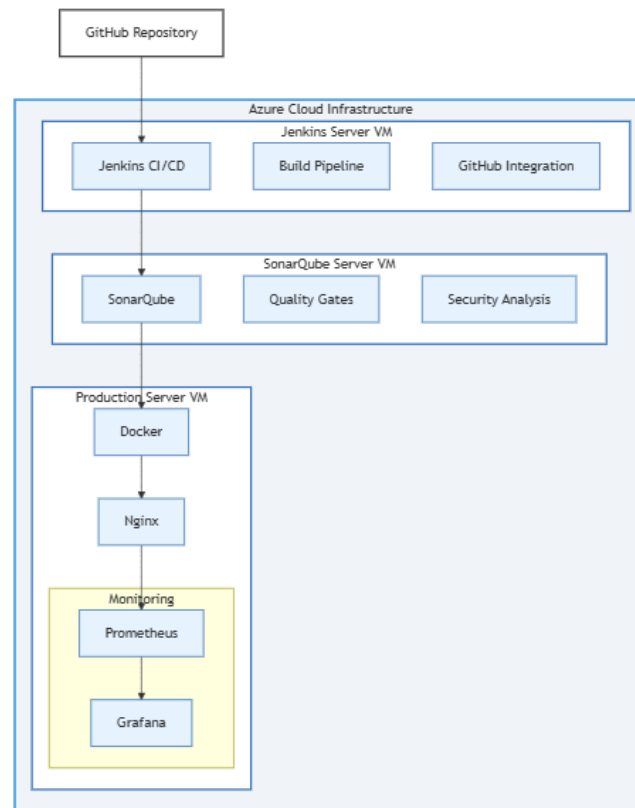 GitHub Repository
Azure Cloud Infrastructure
Jenkins Server VM
Jenkins CI/CD
Build Pipeline
GitHub Integration
SonarQube Server VM
SonarQube
Quality Gates
Security Analysis
Production Server VM
Docker
Nginx
Monitoring
Prometheus
Grafana